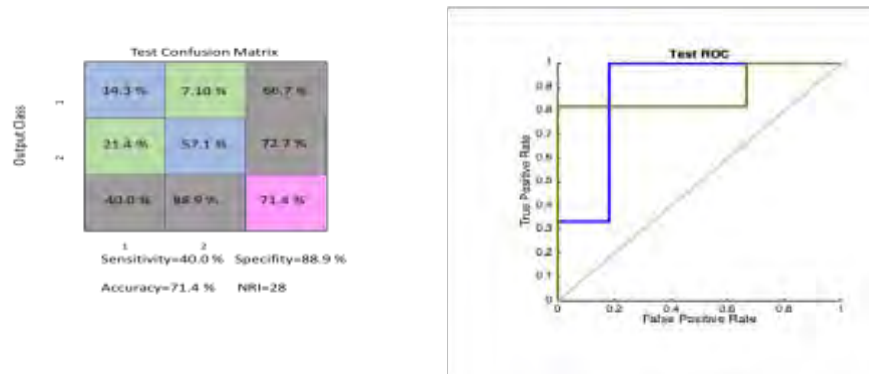 Test Confusion Matrix
14.3 % 7.10 % 66.7 %
21.4 % 57.1 % 72.7 %
40.0 % 88.9 % 71.4 %
Output Class
1
2
1 2
Sensitivity=40.0 % Specifity=88.9 %
Accuracy=71.4 % NRI=28
Test ROC
True Positive Rate
1
0.9
0.8
0.7
0.6
0.5
0.4
0.3
0.2
0.1
0
0 0.2 0.4 0.6 0.8 1
False Positive Rate